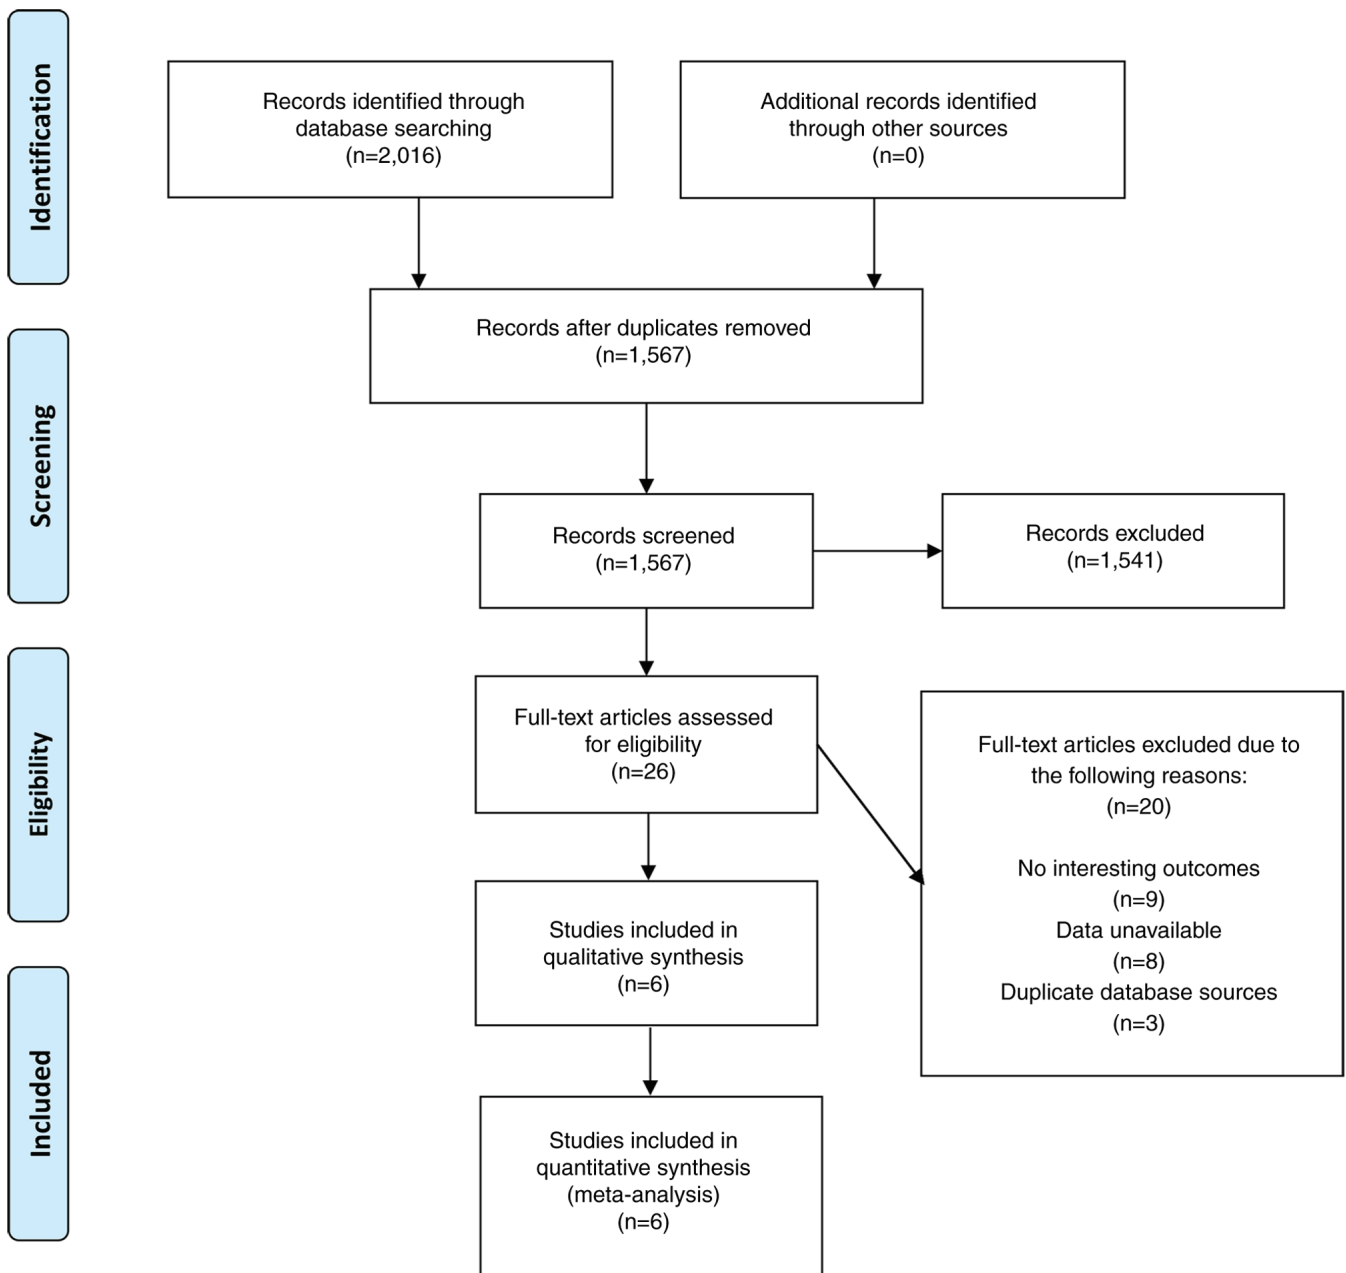 Identification
Records identified through
database searching
(n=2,016)
Additional records identified
through other sources
(n=0)
Records after duplicates removed
(n=1,567)
Screening
Records screened
(n=1,567)
Records excluded
(n=1,541)
Eligibility
Full-text articles assessed
for eligibility
(n=26)
Full-text articles excluded due to
the following reasons:
(n=20)
No interesting outcomes
(n=9)
Data unavailable
(n=8)
Duplicate database sources
(n=3)
Studies included in
qualitative synthesis
(n=6)
Included
Studies included in
quantitative synthesis
(meta-analysis)
(n=6)